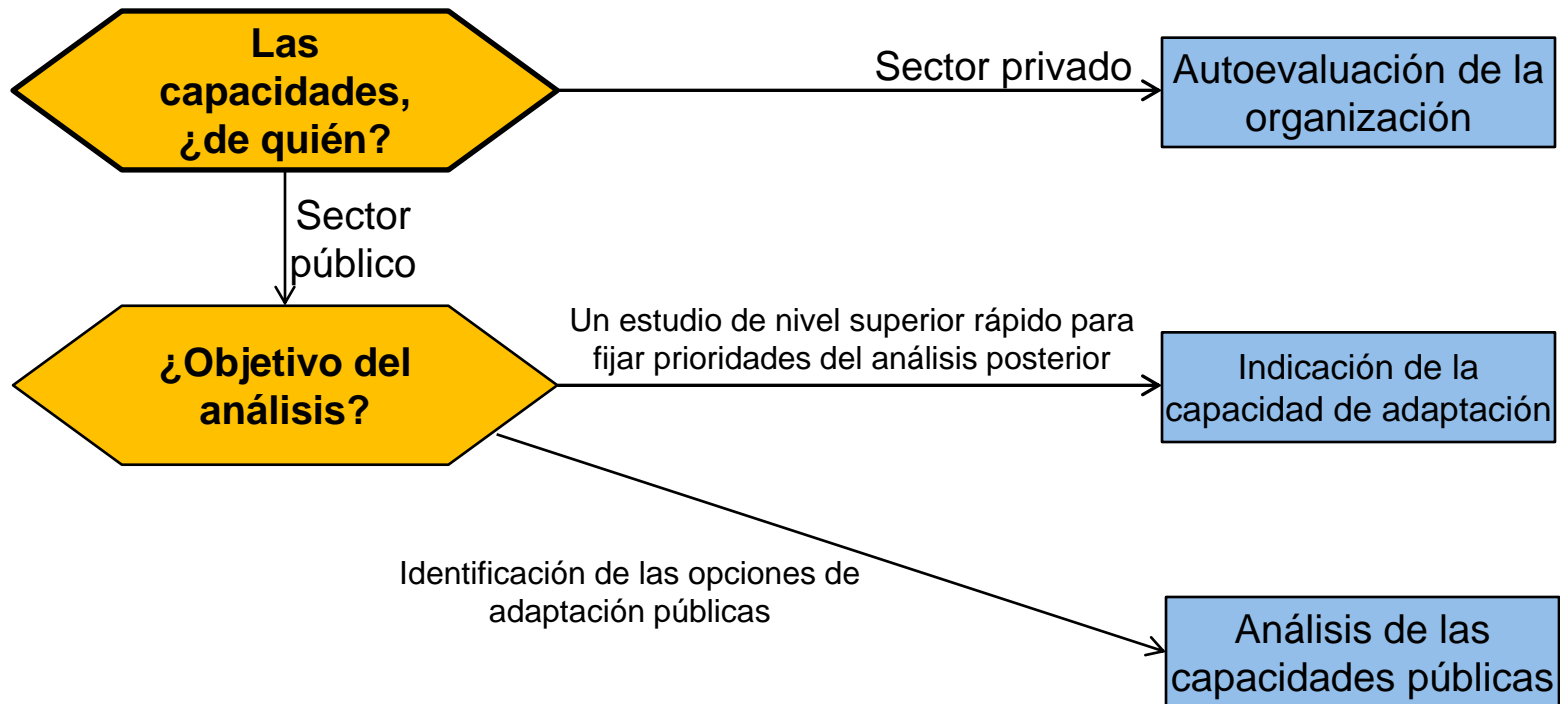 Las
capacidades,
¿de quién?
Sector privado
Autoevaluación de la
organización
Sector
público
¿Objetivo del
análisis?
Un estudio de nivel superior rápido para
fijar prioridades del análisis posterior
Indicación de la
capacidad de adaptación
Identificación de las opciones de
adaptación públicas
Análisis de las
capacidades públicas